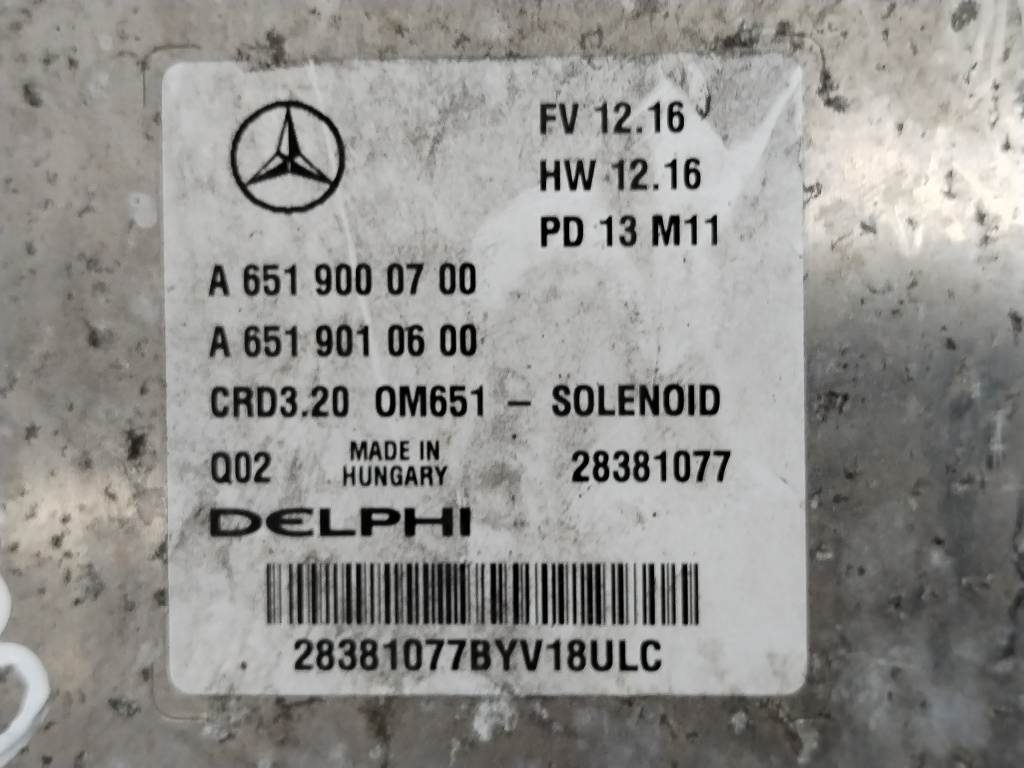 FV 12.16
HW 12.16
PD 13 M11
A 651 900 07 00
A 651 901 06 00
CRD3.20 OM651 – SOLENOID
Q02 MADE IN HUNGARY 28381077
DELPHI
28381077BYV18ULC